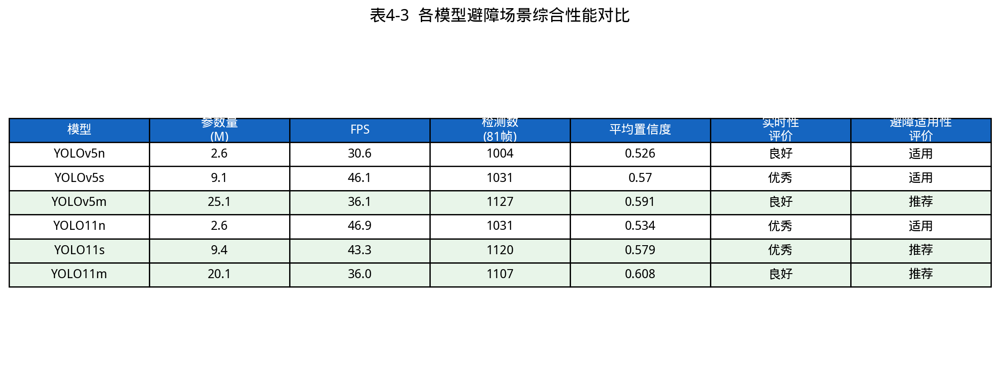 表4-3 各模型避障场景综合性能对比
模型 参数量 (M) FPS 检测数 (81帧) 平均置信度 实时性 评价 避障适用性 评价
YOLOv5n 2.6 30.6 1004 0.526 良好 适用
YOLOv5s 9.1 46.1 1031 0.57 优秀 适用
YOLOv5m 25.1 36.1 1127 0.591 良好 推荐
YOLO11n 2.6 46.9 1031 0.534 优秀 适用
YOLO11s 9.4 43.3 1120 0.579 优秀 推荐
YOLO11m 20.1 36.0 1107 0.608 良好 推荐